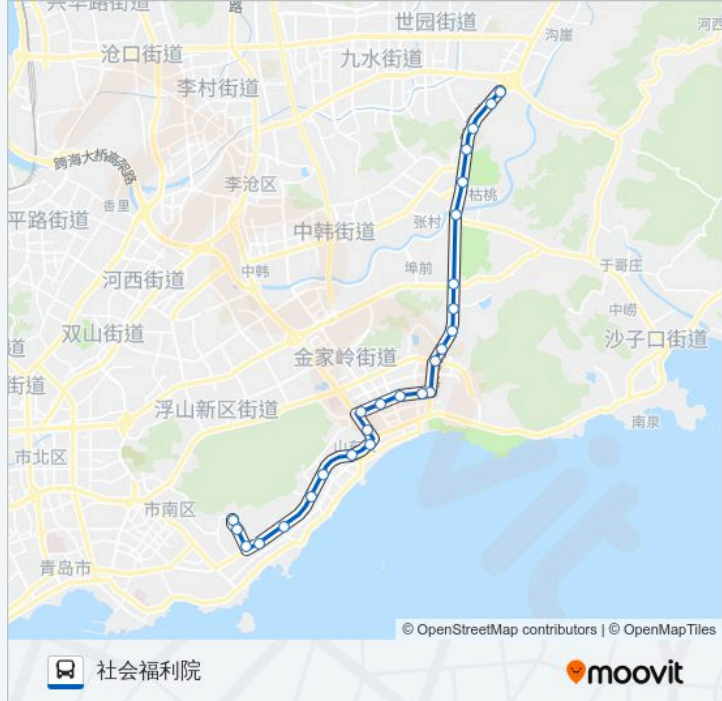 兴华路街道
路
世园街道
沟崖
河西
沧口街道
九水街道
李村街道
跨海大桥高架路
李沧区
枯桃
香里
平路街道
中韩街道
张村
中韩
埠前
于哥庄
河西街道
中崂
双山街道
沙子口街道
道
金家岭街道
街道
浮山新区街道
南泉
市北区
山东
市南区
青岛市
© OpenStreetMap contributors | © OpenMapTiles
社会福利院
moovit